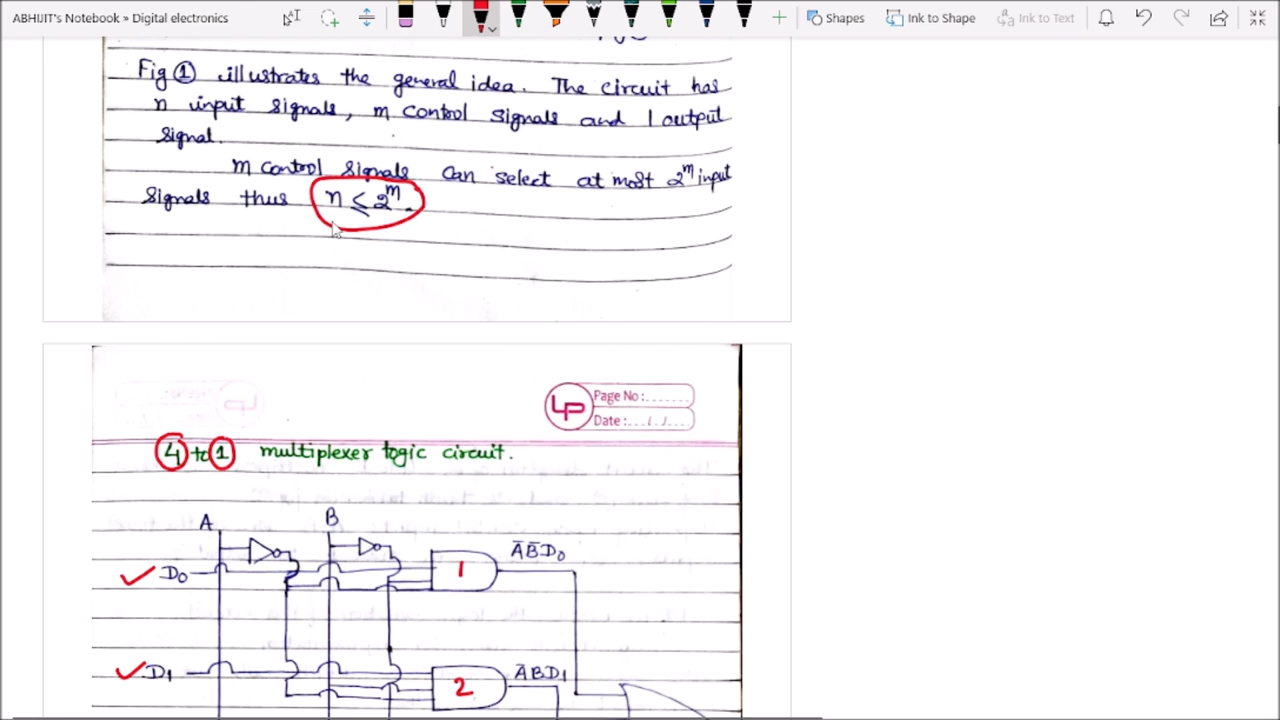 ABHIJIT's Notebook » Digital electronics
Shapes
Ink to Shape
Ink to Text
Fig ① illustrates the general idea. The circuit has
n input signals, m control signals and 1 output
signal.
m control signals can select at most 2^m input
signals thus n ≤ 2^m.
Page No:.......
Date:.../.../....
4 to 1 multiplexer logic circuit.
A B
D₀ 1 A̅B̅D₀
D₁ 2 A̅BD₁